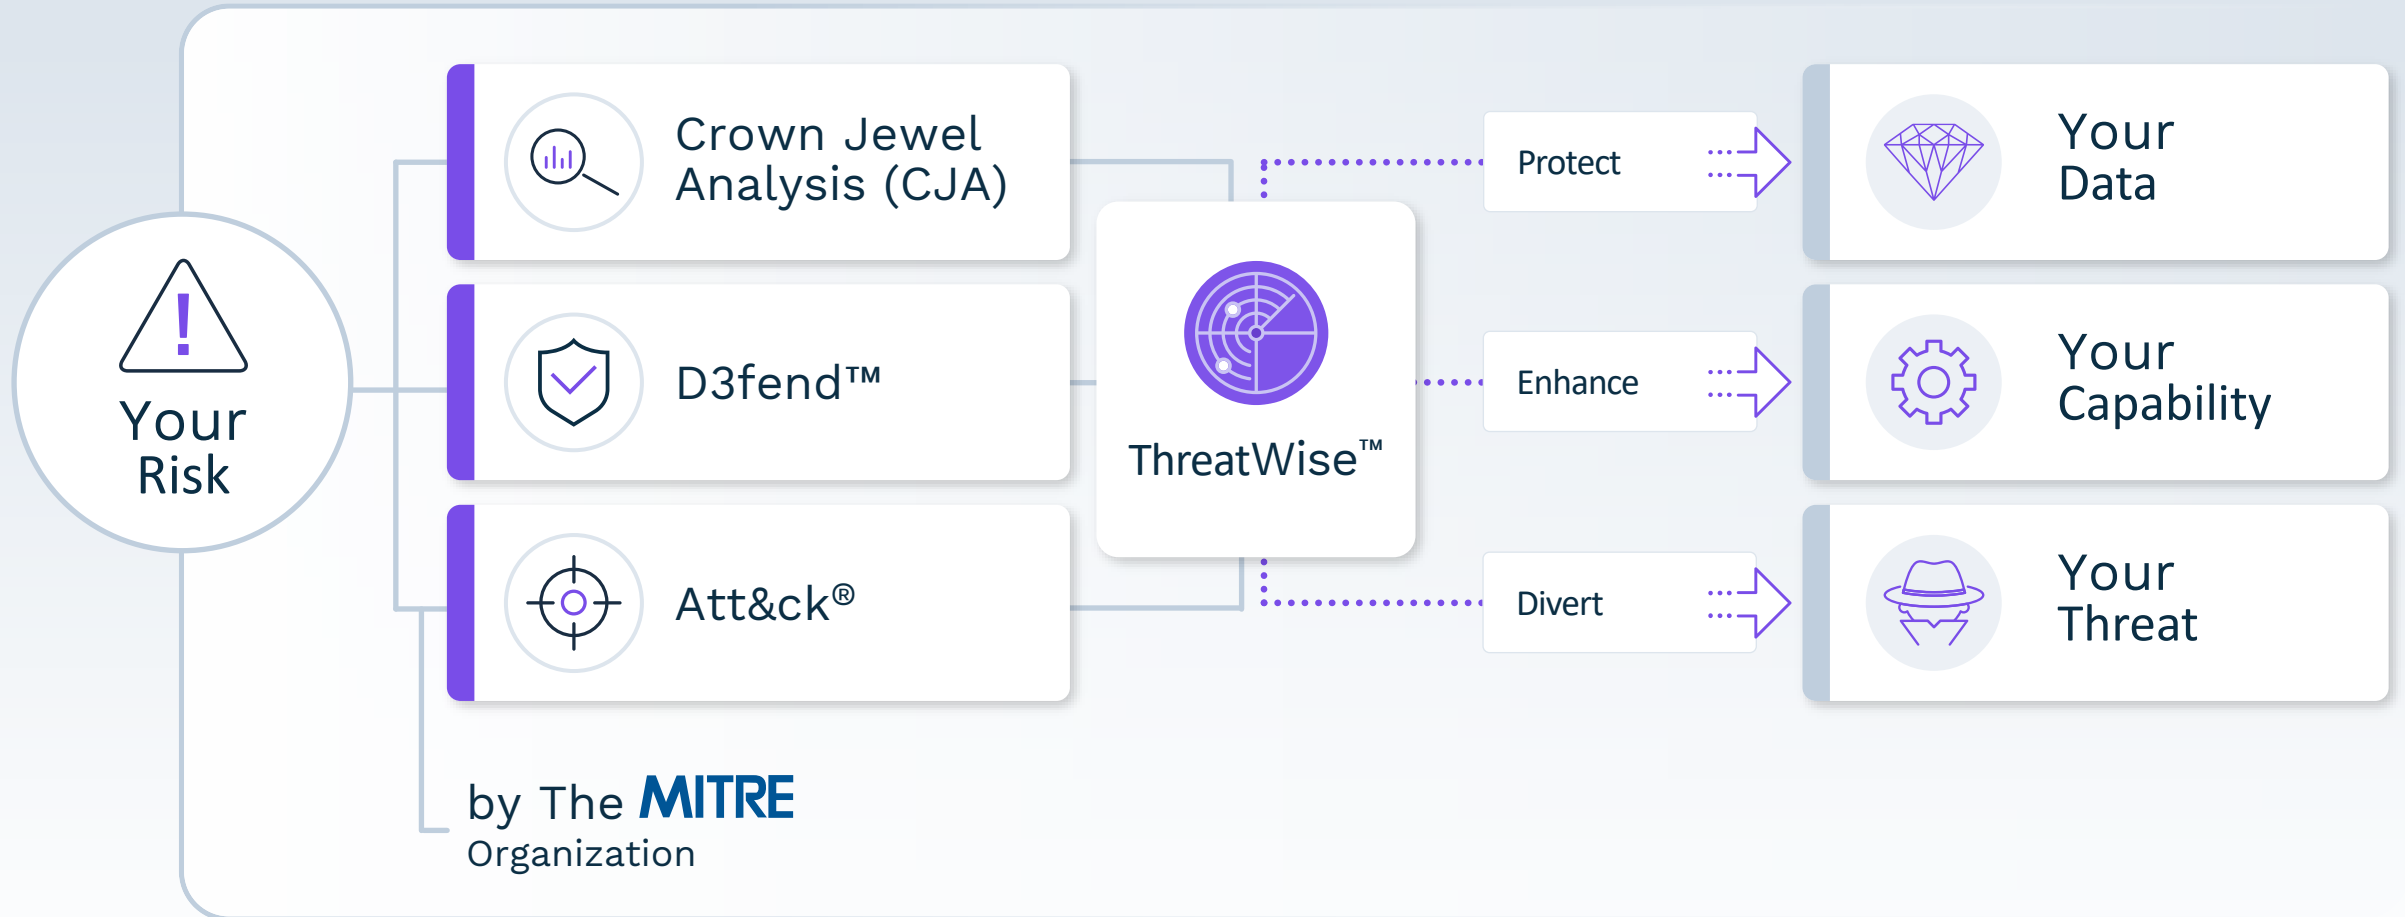 Your
Risk
Crown Jewel
Analysis (CJA)
D3fend™
Att&ck®
by The MITRE
Organization
ThreatWise™
Protect
Enhance
Divert
Your
Data
Your
Capability
Your
Threat